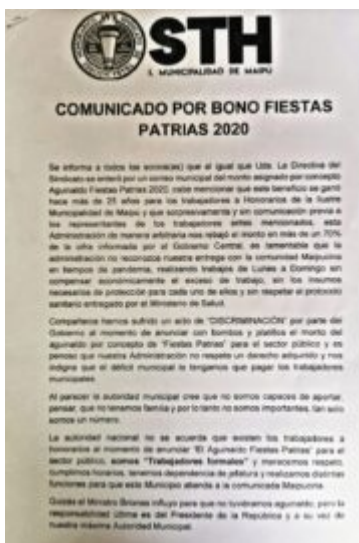 STH
I. MUNICIPALIDAD DE MAIPU
COMUNICADO POR BONO FIESTAS
PATRIAS 2020
Se informa a todos los socios(as) que al igual que Uds. La Directiva del
Sindicato se enteró por un correo municipal del monto asignado por concepto
Aguinaldo Fiestas Patrias 2020, cabe mencionar que este beneficio se ganó
hace más de 25 años para los trabajadores a Honorarios de la Ilustre
Municipalidad de Maipú y que sorpresivamente y sin comunicación previa a
los representantes de los trabajadores antes mencionados, esta
Administración de manera arbitraria nos rebajó el monto en más de un 70%
de la cifra informada por el Gobierno Central, es lamentable que la
administración no reconozca nuestra entrega con la comunidad Maipucina
en tiempos de pandemia, realizando trabajos de Lunes a Domingo sin
compensar económicamente el exceso de trabajo, sin los insumos
necesarios de protección para cada uno de ellos y sin respetar el protocolo
sanitario entregado por el Ministerio de Salud.
Compañeros hemos sufrido un acto de "DISCRIMINACIÓN" por parte del
Gobierno al momento de anunciar con bombos y platillos el monto del
aguinaldo por concepto de "Fiestas Patrias" para el sector público y es
penoso que nuestra Administración no respete un derecho adquirido y nos
indigna que el déficit municipal lo tengamos que pagar los trabajadores
municipales.
Al parecer la autoridad municipal cree que no somos capaces de aportar,
pensar, que no tenemos familia y por lo tanto no somos importantes, tan solo
somos un número.
La autoridad nacional no se acuerda que existen los trabajadores a
honorarios al momento de anunciar "El Aguinaldo Fiestas Patrias" para el
sector público, somos "Trabajadores formales" y merecemos respeto,
cumplimos horarios, tenemos dependencia de jefatura y realizamos distintas
funciones para que este Municipio atienda a la comunidad Maipucina.
Ministro Briones influyó para que no tuviéramos aguinaldo, pero la
responsabilidad última es del Presidente de la República y a su vez de
nuestra máxima Autoridad Municipal.